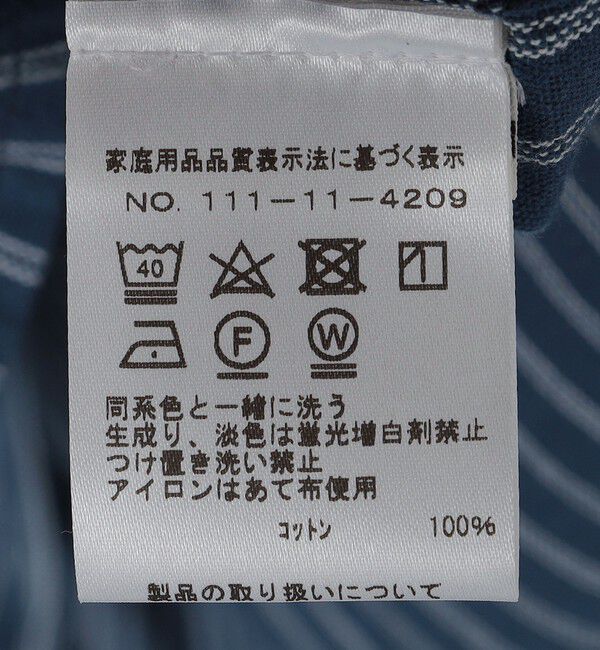 家庭用品品質表示法に基づく表示
NO. 111-11-4209
40
F W
同系色と一緒に洗う
生成り、淡色は蛍光増白剤禁止
つけ置き洗い禁止
アイロンはあて布使用
コットン 100%
製品の取り扱いについて